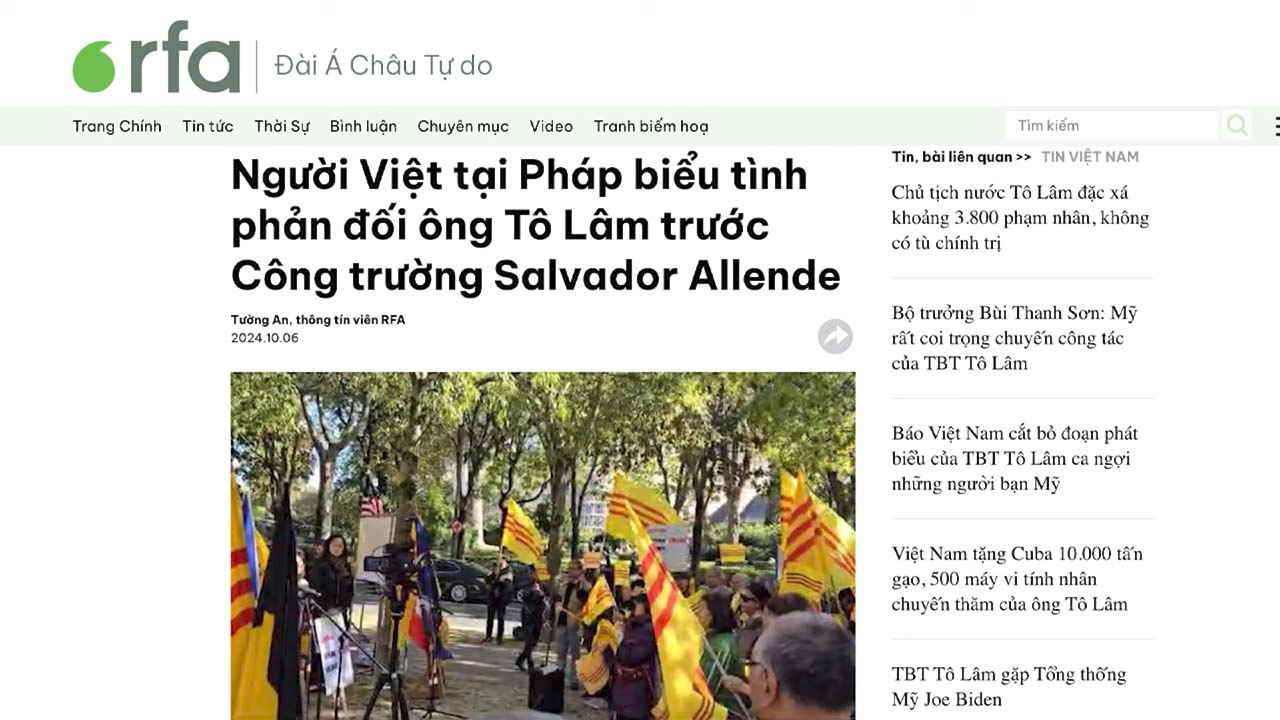 rfa
Đài Á Châu Tự do
Trang Chính
Tin tức
Thời Sự
Bình luận
Chuyên mục
Video
Tranh biếm hoạ
Tìm kiếm
Người Việt tại Pháp biểu tình
phản đối ông Tô Lâm trước
Công trường Salvador Allende
Tường An, thông tín viên RFA
2024.10.06
Tin, bài liên quan >> TIN VIỆT NAM
Chủ tịch nước Tô Lâm đặc xá
khoảng 3.800 phạm nhân, không
có tù chính trị
Bộ trưởng Bùi Thanh Sơn: Mỹ
rất coi trọng chuyến công tác
của TBT Tô Lâm
Báo Việt Nam cắt bỏ đoạn phát
biểu của TBT Tô Lâm ca ngợi
những người bạn Mỹ
Việt Nam tặng Cuba 10.000 tấn
gạo, 500 máy vi tính nhân
chuyến thăm của ông Tô Lâm
TBT Tô Lâm gặp Tổng thống
Mỹ Joe Biden